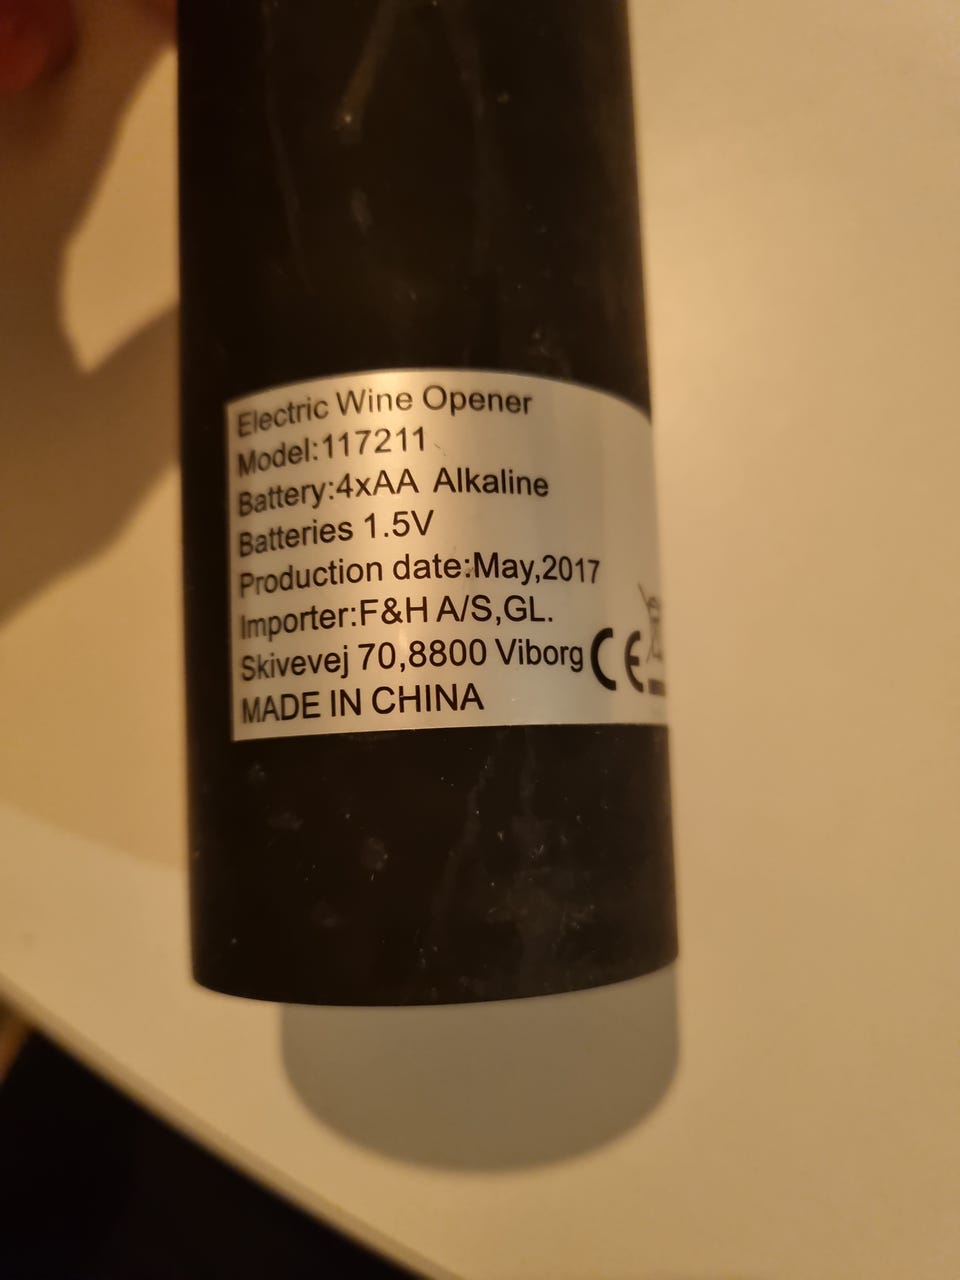 Electric Wine Opener
Model:117211
Battery:4xAA Alkaline
Batteries 1.5V
Production date:May,2017
Importer:F&H A/S,GL.
Skivevej 70,8800 Viborg
MADE IN CHINA
CE